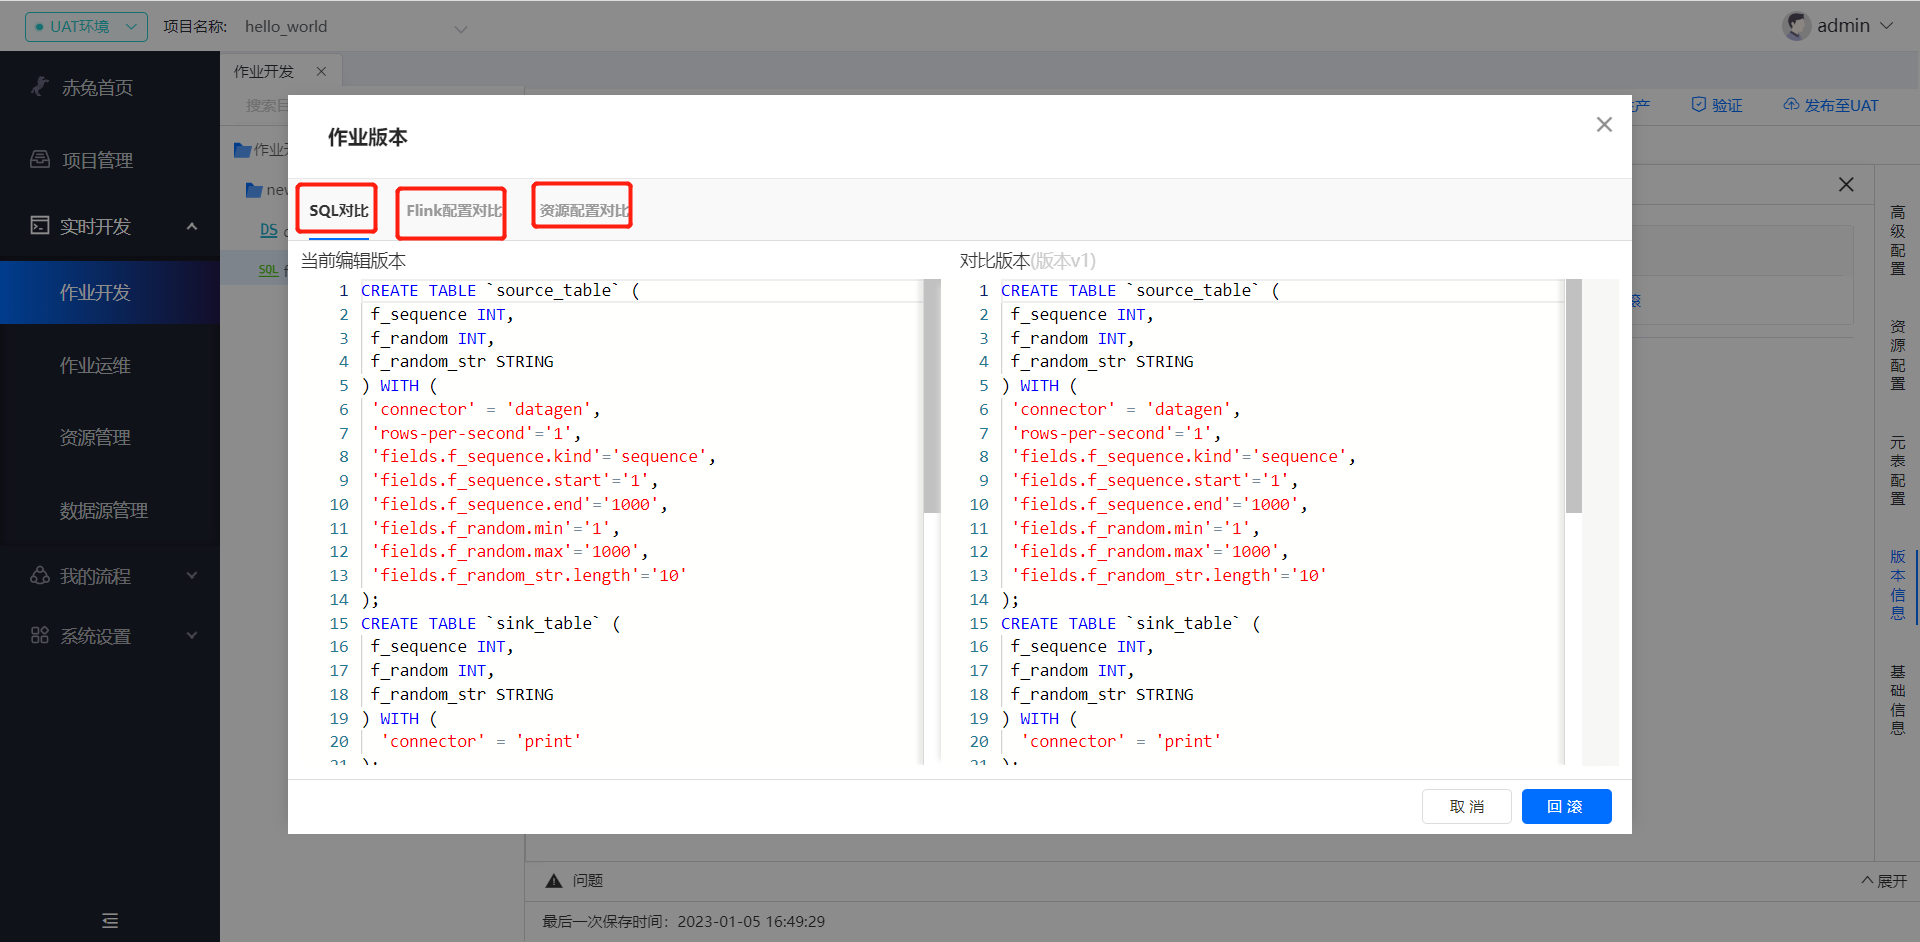 UAT环境
项目名称:
hello_world
admin
赤兔首页
项目管理
实时开发
作业开发
作业运维
资源管理
数据源管理
我的流程
系统设置
作业开发
搜索
作业
new
DS
SQL
验证
发布至UAT
作业版本
SQL对比
Flink配置对比
资源配置对比
当前编辑版本
1 CREATE TABLE `source_table` (
2 f_sequence INT,
3 f_random INT,
4 f_random_str STRING
5 ) WITH (
6 'connector' = 'datagen',
7 'rows-per-second'='1',
8 'fields.f_sequence.kind'='sequence',
9 'fields.f_sequence.start'='1',
10 'fields.f_sequence.end'='1000',
11 'fields.f_random.min'='1',
12 'fields.f_random.max'='1000',
13 'fields.f_random_str.length'='10'
14 );
15 CREATE TABLE `sink_table` (
16 f_sequence INT,
17 f_random INT,
18 f_random_str STRING
19 ) WITH (
20 'connector' = 'print'
21 );
对比版本(版本v1)
1 CREATE TABLE `source_table` (
2 f_sequence INT,
3 f_random INT,
4 f_random_str STRING
5 ) WITH (
6 'connector' = 'datagen',
7 'rows-per-second'='1',
8 'fields.f_sequence.kind'='sequence',
9 'fields.f_sequence.start'='1',
10 'fields.f_sequence.end'='1000',
11 'fields.f_random.min'='1',
12 'fields.f_random.max'='1000',
13 'fields.f_random_str.length'='10'
14 );
15 CREATE TABLE `sink_table` (
16 f_sequence INT,
17 f_random INT,
18 f_random_str STRING
19 ) WITH (
20 'connector' = 'print'
21 );
取 消
回 滚
高级配置
资源配置
元表配置
版本信息
基础信息
问题
展开
最后一次保存时间: 2023-01-05 16:49:29